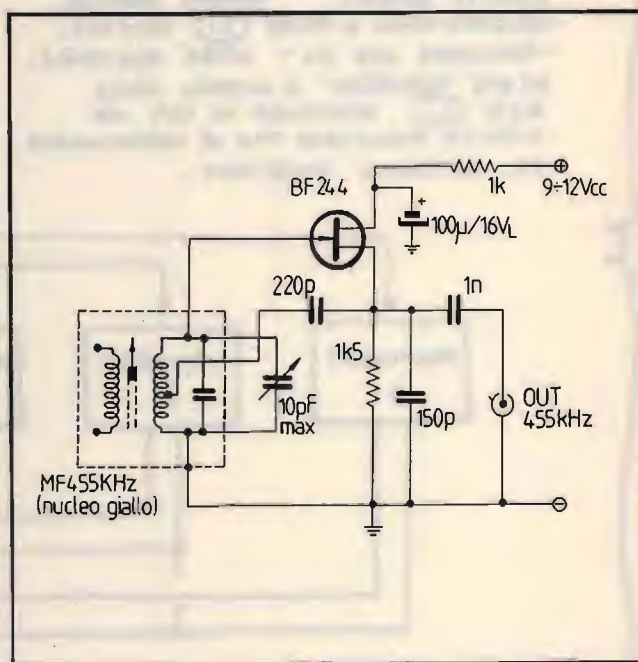 BF244
1k
9÷12Vcc
100µ/16VL
220p
1n
1k5
10pF
max
150p
OUT
455kHz
MF455KHz
(nucleo giallo)